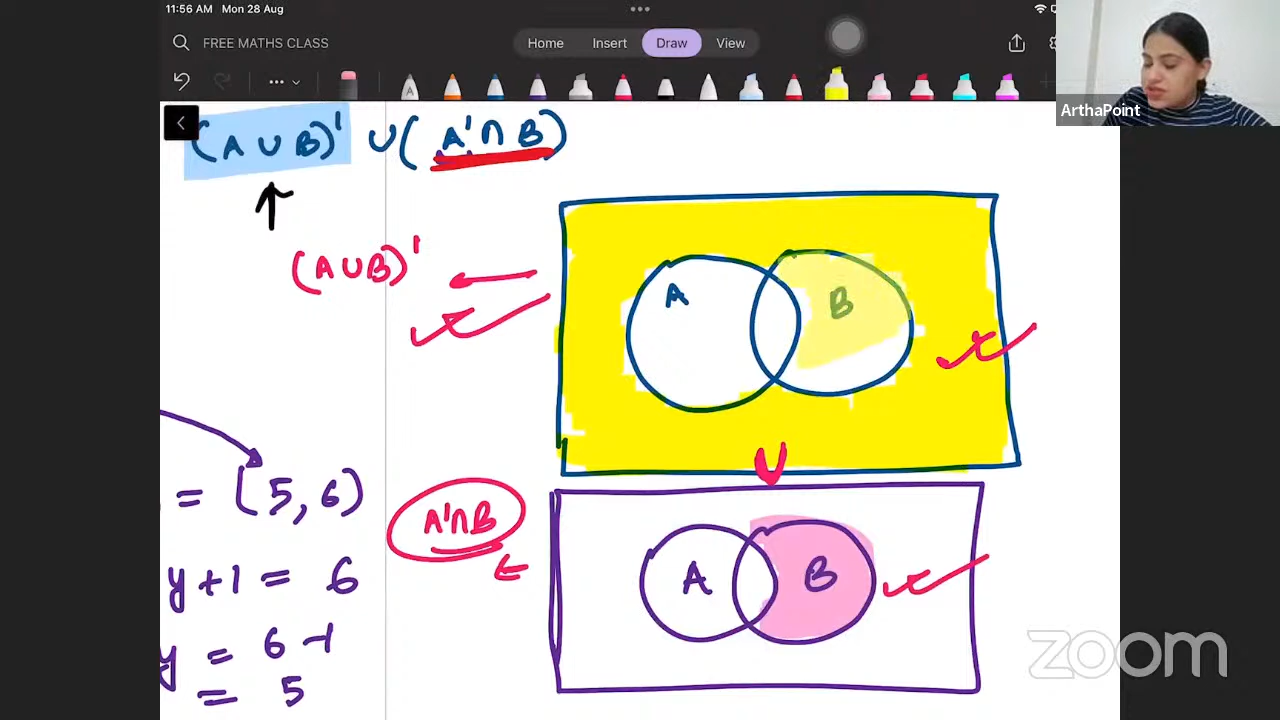 11:56 AM Mon 28 Aug
FREE MATHS CLASS
Home Insert Draw View
A
ArthaPoint
(A ∪ B)' ∪ (A' ∩ B)
(A∪B)'
A
B
∪
= (5, 6)
A'∩B
A
B
y + 1 = 6
y = 6 - 1
= 5
zoom